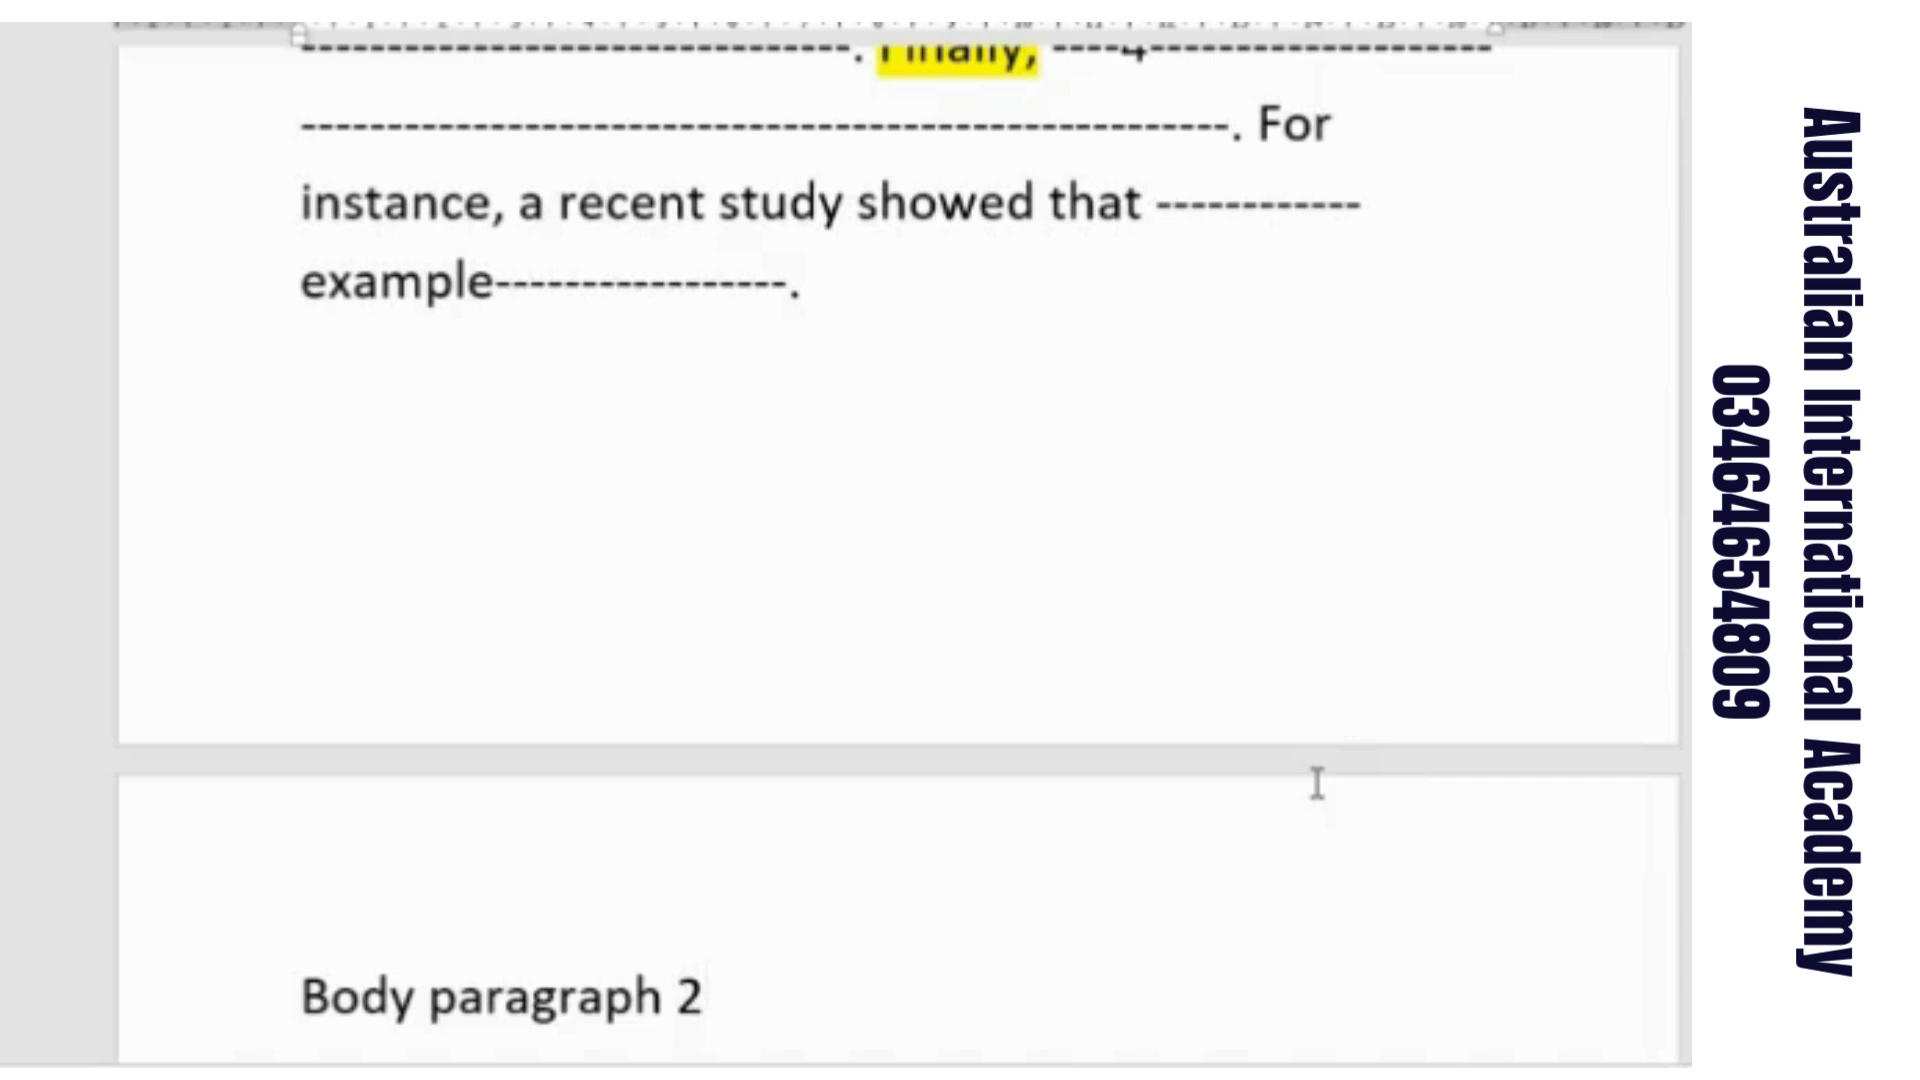 --------------------------------. Finally, ----4--------------------
------------------------------------------------------. For
instance, a recent study showed that ------------
example-----------------.
Body paragraph 2
Australian International Academy
03464654809